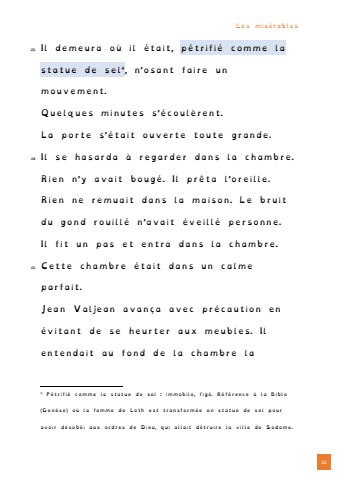 Les misérables
Il demeura où il était, pétrifié comme la
statue de sel*, n'osant faire un
mouvement.
Quelques minutes s'écoulèrent.
La porte s'était ouverte toute grande.
Il se hasarda à regarder dans la chambre.
Rien n'y avait bougé. Il prêta l'oreille.
Rien ne remuait dans la maison. Le bruit
du gond rouillé n'avait éveillé personne.
Il fit un pas et entra dans la chambre.
Cette chambre était dans un calme
parfait.
Jean Valjean avança avec précaution en
évitant de se heurter aux meubles. Il
entendait au fond de la chambre la
* Pétrifié comme la statue de sel : immobile, figé. Référence à la Bible
(Genèse) où la femme de Loth est transformée en statue de sel pour
avoir désobéi aux ordres de Dieu, qui allait détruire la ville de Sodome.